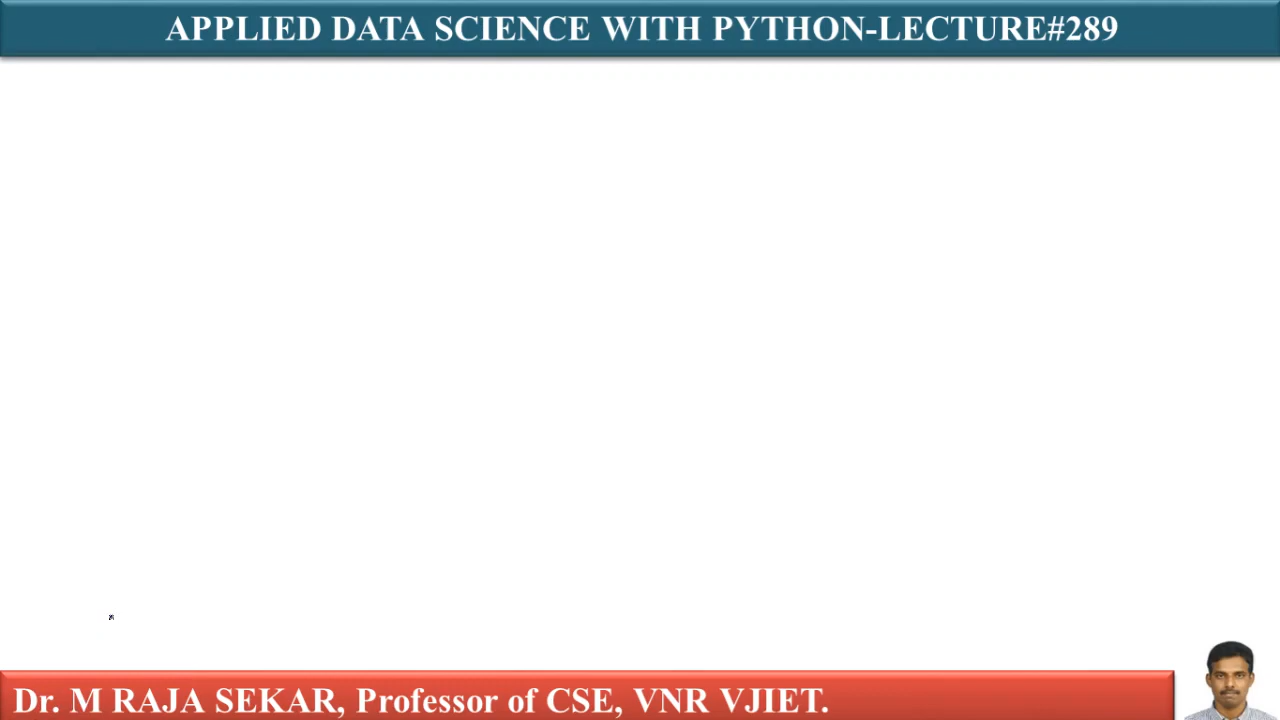 APPLIED DATA SCIENCE WITH PYTHON-LECTURE#289
Dr. M RAJA SEKAR, Professor of CSE, VNR VJIET.